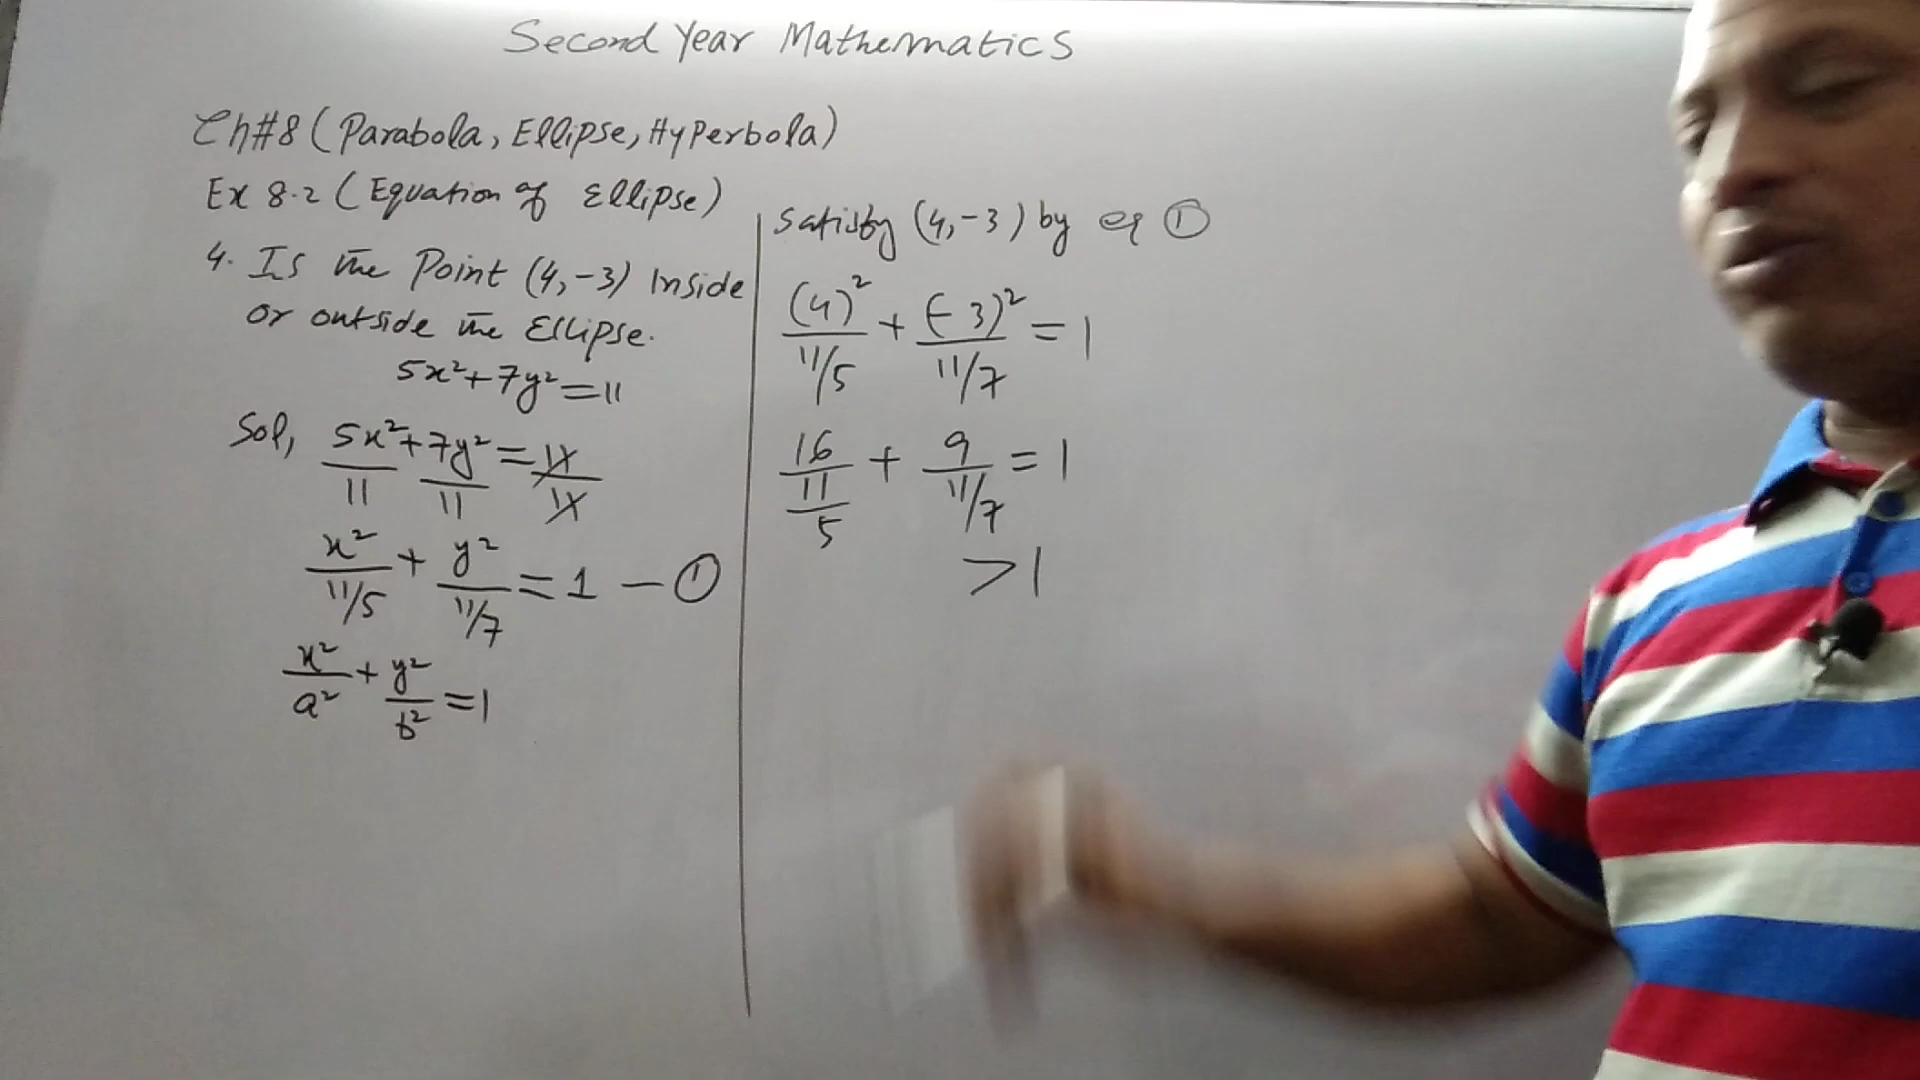 Second Year Mathematics
Ch#8 (Parabola, Ellipse, Hyperbola)
Ex 8.2 (Equation of Ellipse)
4. Is the Point (4,-3) Inside
or outside the Ellipse.
5x²+7y²=11
Sol, 5x²/11 + 7y²/11 = 11/11
x²/(11/5) + y²/(11/7) = 1 — ①
x²/a² + y²/b² = 1
Satisfy (4,-3) by eq ①
(4)²/(11/5) + (-3)²/(11/7) = 1
16/(11/5) + 9/(11/7) = 1
>1